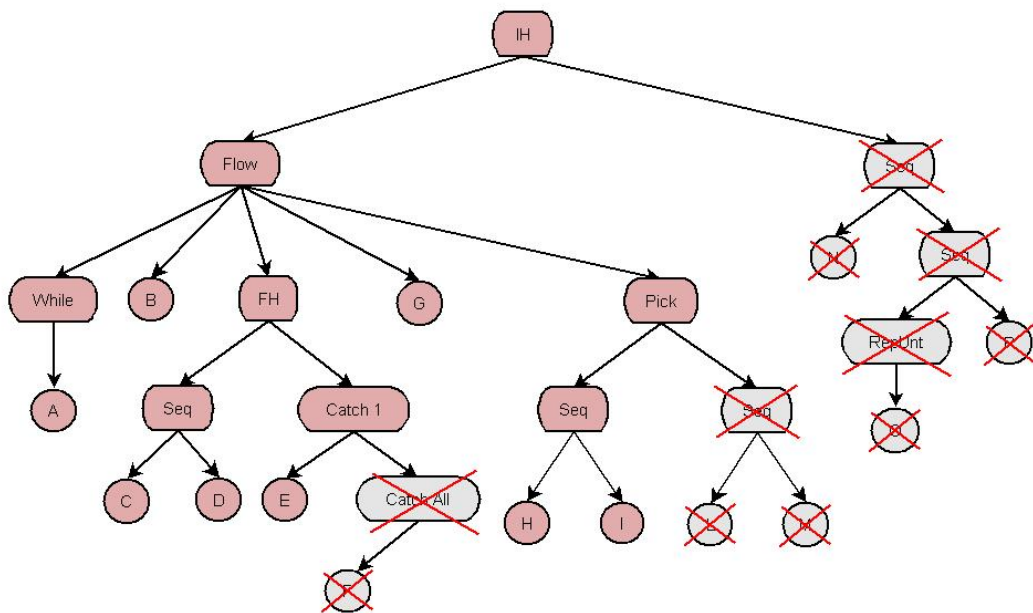 IH
Flow
Seq
While
B
FH
G
Pick
N
Seq
A
Seq
Catch 1
Seq
Seq
RepUnt
P
C
D
E
Catch All
H
I
L
M
O
F